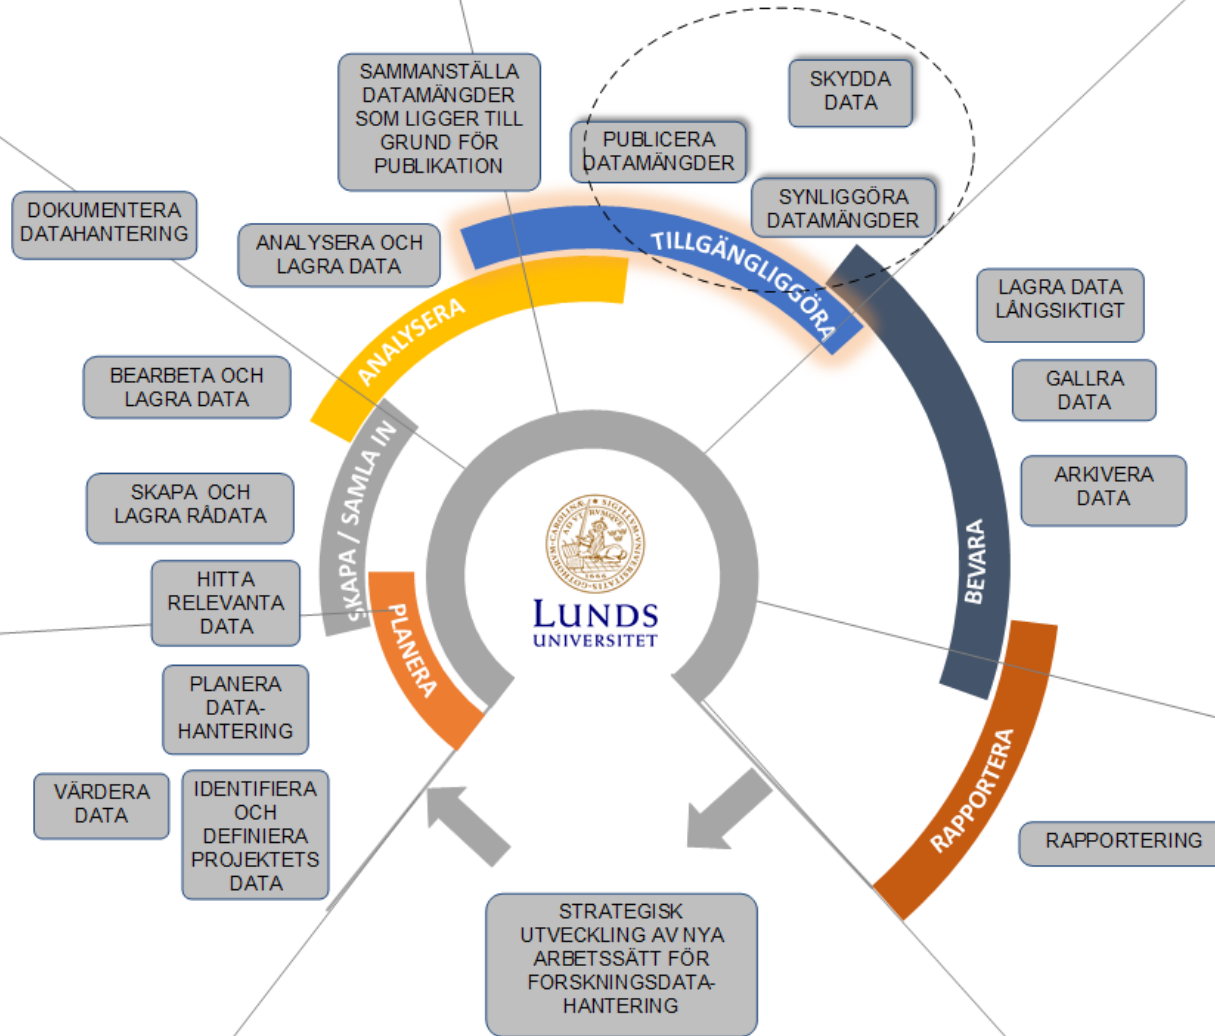 SAMMANSTÄLLA
DATAMÄNGDER
SOM LIGGER TILL
GRUND FÖR
PUBLIKATION
SKYDDA
DATA
PUBLICERA
DATAMÄNGDER
SYNLIGGÖRA
DATAMÄNGDER
DOKUMENTERA
DATAHANTERING
ANALYSERA OCH
LAGRA DATA
TILLGÄNGLIGGÖRA
ANALYSERA
LAGRA DATA
LÅNGSIKTIGT
BEARBETA OCH
LAGRA DATA
GALLRA
DATA
SKAPA / SAMLA IN
ARKIVERA
DATA
SKAPA OCH
LAGRA RÅDATA
BEVARA
HITTA
RELEVANTA
DATA
PLANERA
LUNDS
UNIVERSITET
PLANERA
DATA-
HANTERING
VÄRDERA
DATA
IDENTIFIERA
OCH
DEFINIERA
PROJEKTETS
DATA
RAPPORTERA
RAPPORTERING
STRATEGISK
UTVECKLING AV NYA
ARBETSSÄTT FÖR
FORSKNINGSDATA-
HANTERING